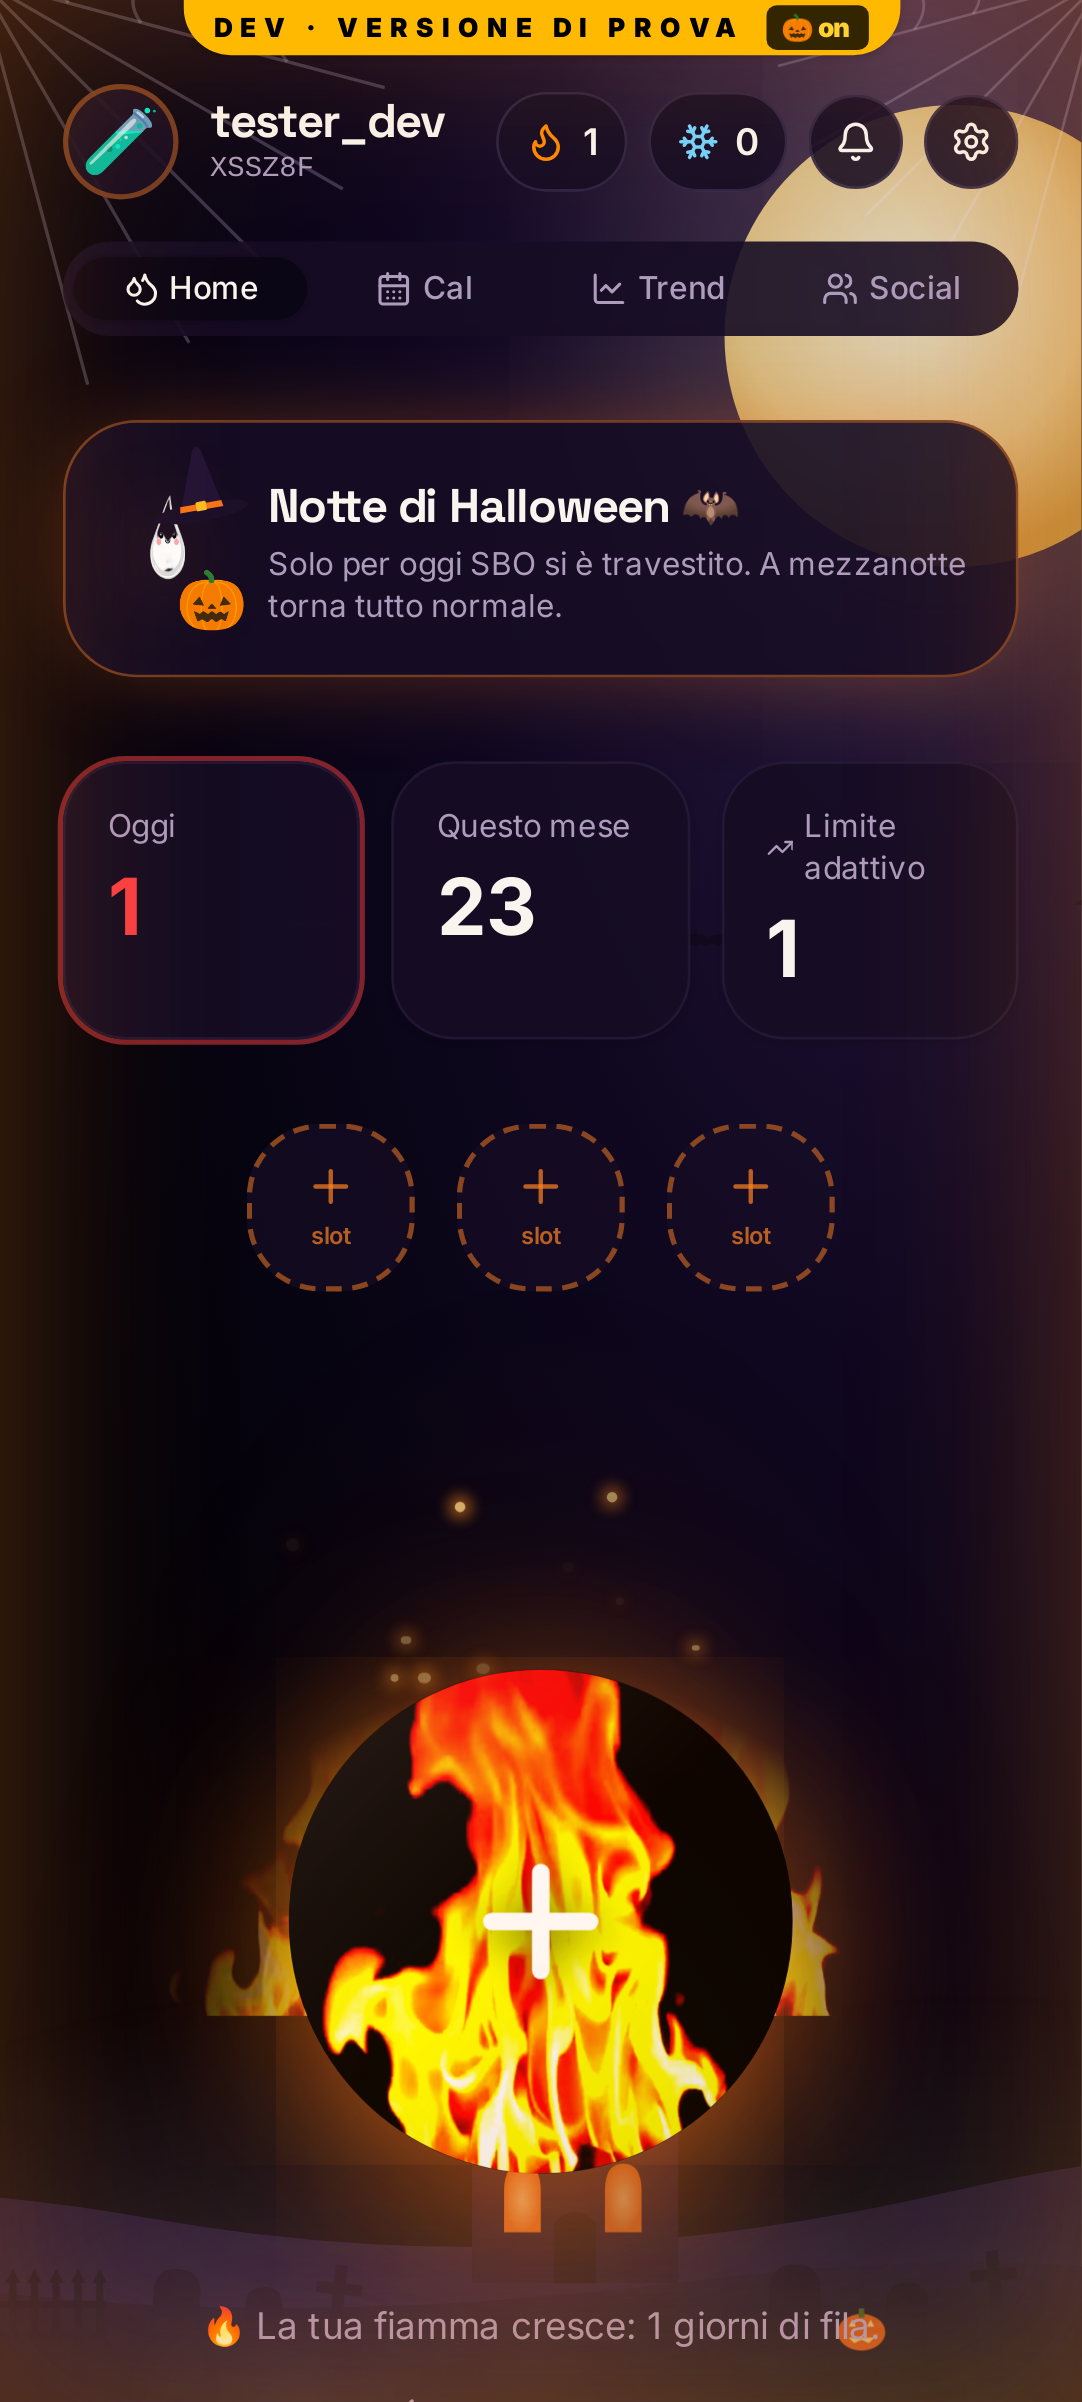 DEV · VERSIONE DI PROVA 🎃 on
tester_dev
XSSZ8F
1
0
Home
Cal
Trend
Social
Notte di Halloween 🦇
Solo per oggi SBO si è travestito. A mezzanotte
torna tutto normale.
Oggi
1
Questo mese
23
Limite
adattivo
1
slot
slot
slot
🔥 La tua fiamma cresce: 1 giorni di fila.